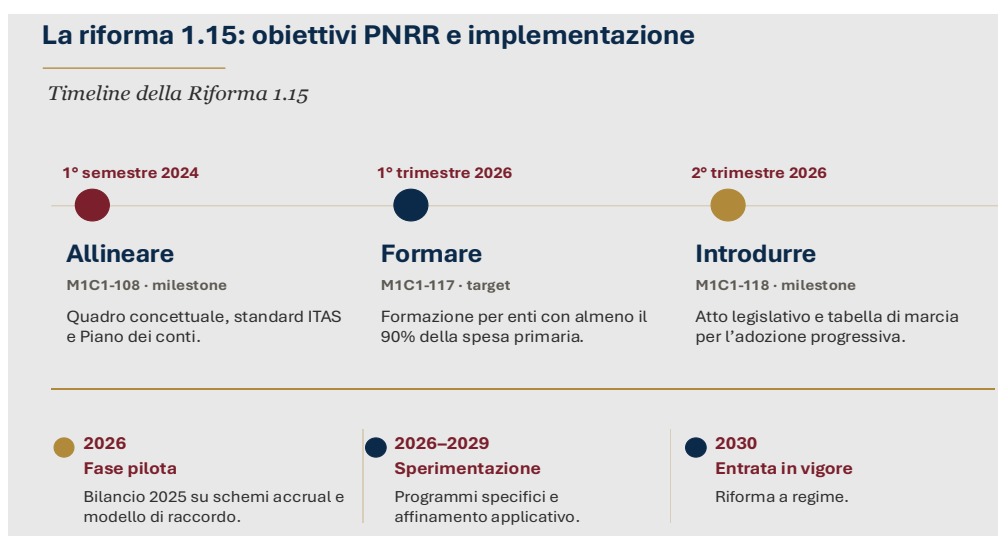 La riforma 1.15: obiettivi PNRR e implementazione
Timeline della Riforma 1.15
1° semestre 2024
Allineare
M1C1-108 · milestone
Quadro concettuale, standard ITAS
e Piano dei conti.
1° trimestre 2026
Formare
M1C1-117 · target
Formazione per enti con almeno il
90% della spesa primaria.
2° trimestre 2026
Introdurre
M1C1-118 · milestone
Atto legislativo e tabella di marcia
per l’adozione progressiva.
2026
Fase pilota
Bilancio 2025 su schemi accrual e
modello di raccordo.
2026–2029
Sperimentazione
Programmi specifici e
affinamento applicativo.
2030
Entrata in vigore
Riforma a regime.